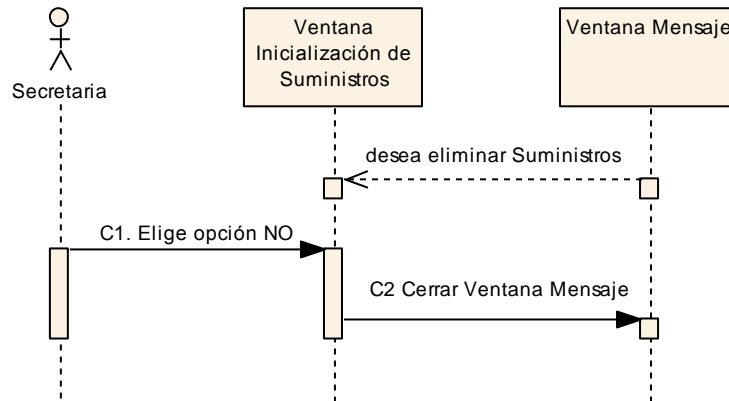 Secretaria
Ventana
Inicialización de
Suministros
Ventana Mensaje
desea eliminar Suministros
C1. Elige opción NO
C2 Cerrar Ventana Mensaje